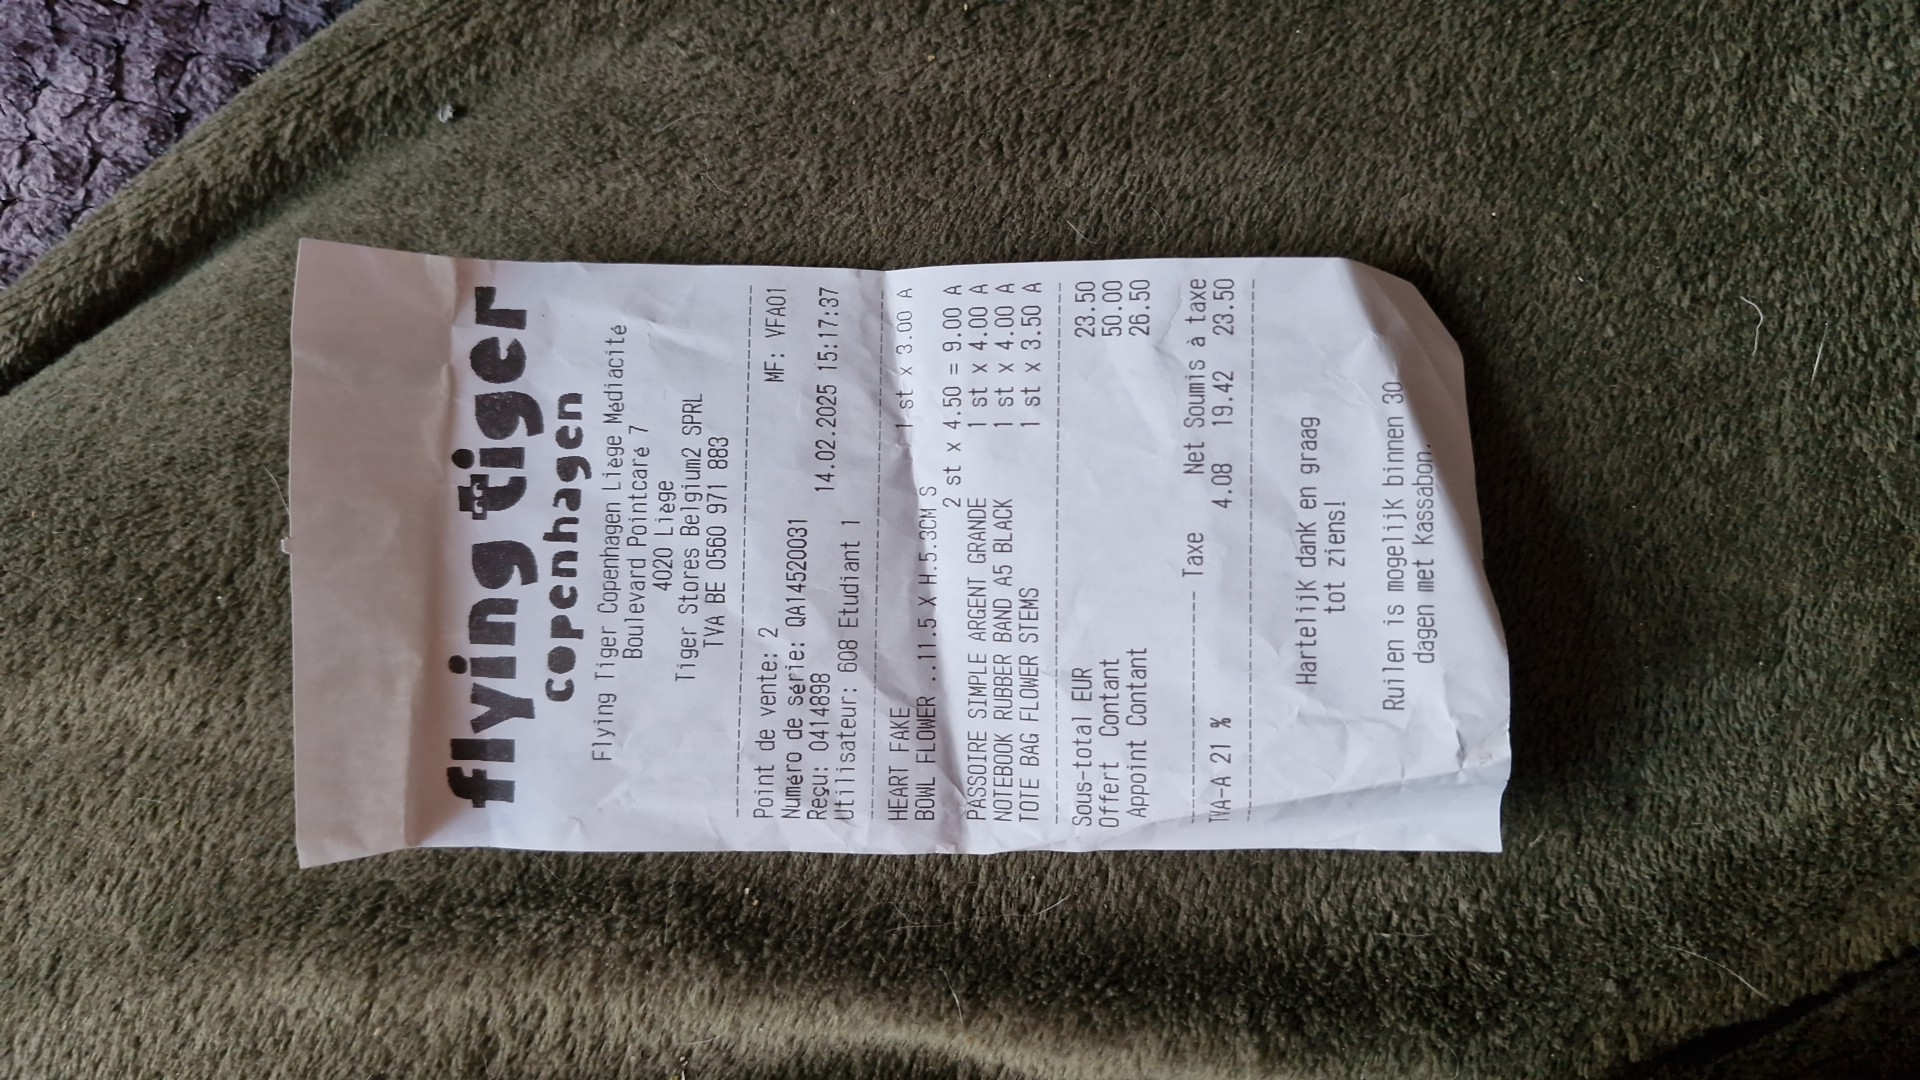 flying tiger
copenhagen
Flying Tiger Copenhagen Liège Médiacité
Boulevard Pointcaré 7
4020 Liège
Tiger Stores Belgium2 SPRL
TVA BE 0560 971 883
Point de vente: 2 MF: VFA01
Numéro de série: QA14520031
Reçu: 0414898 14.02.2025 15:17:37
Utilisateur: 608 Etudiant 1
HEART FAKE 1 st x 3.00 A
BOWL FLOWER ..11.5 X H.5.3CM S
2 st x 4.50 = 9.00 A
PASSOIRE SIMPLE ARGENT GRANDE 1 st x 4.00 A
NOTEBOOK RUBBER BAND A5 BLACK 1 st x 4.00 A
TOTE BAG FLOWER STEMS 1 st x 3.50 A
Sous-total EUR 23.50
Offert Contant 50.00
Appoint Contant 26.50
Taxe Net Soumis à taxe
TVA-A 21 % 4.08 19.42 23.50
Hartelijk dank en graag
tot ziens!
Ruilen is mogelijk binnen 30
dagen met Kassabon.